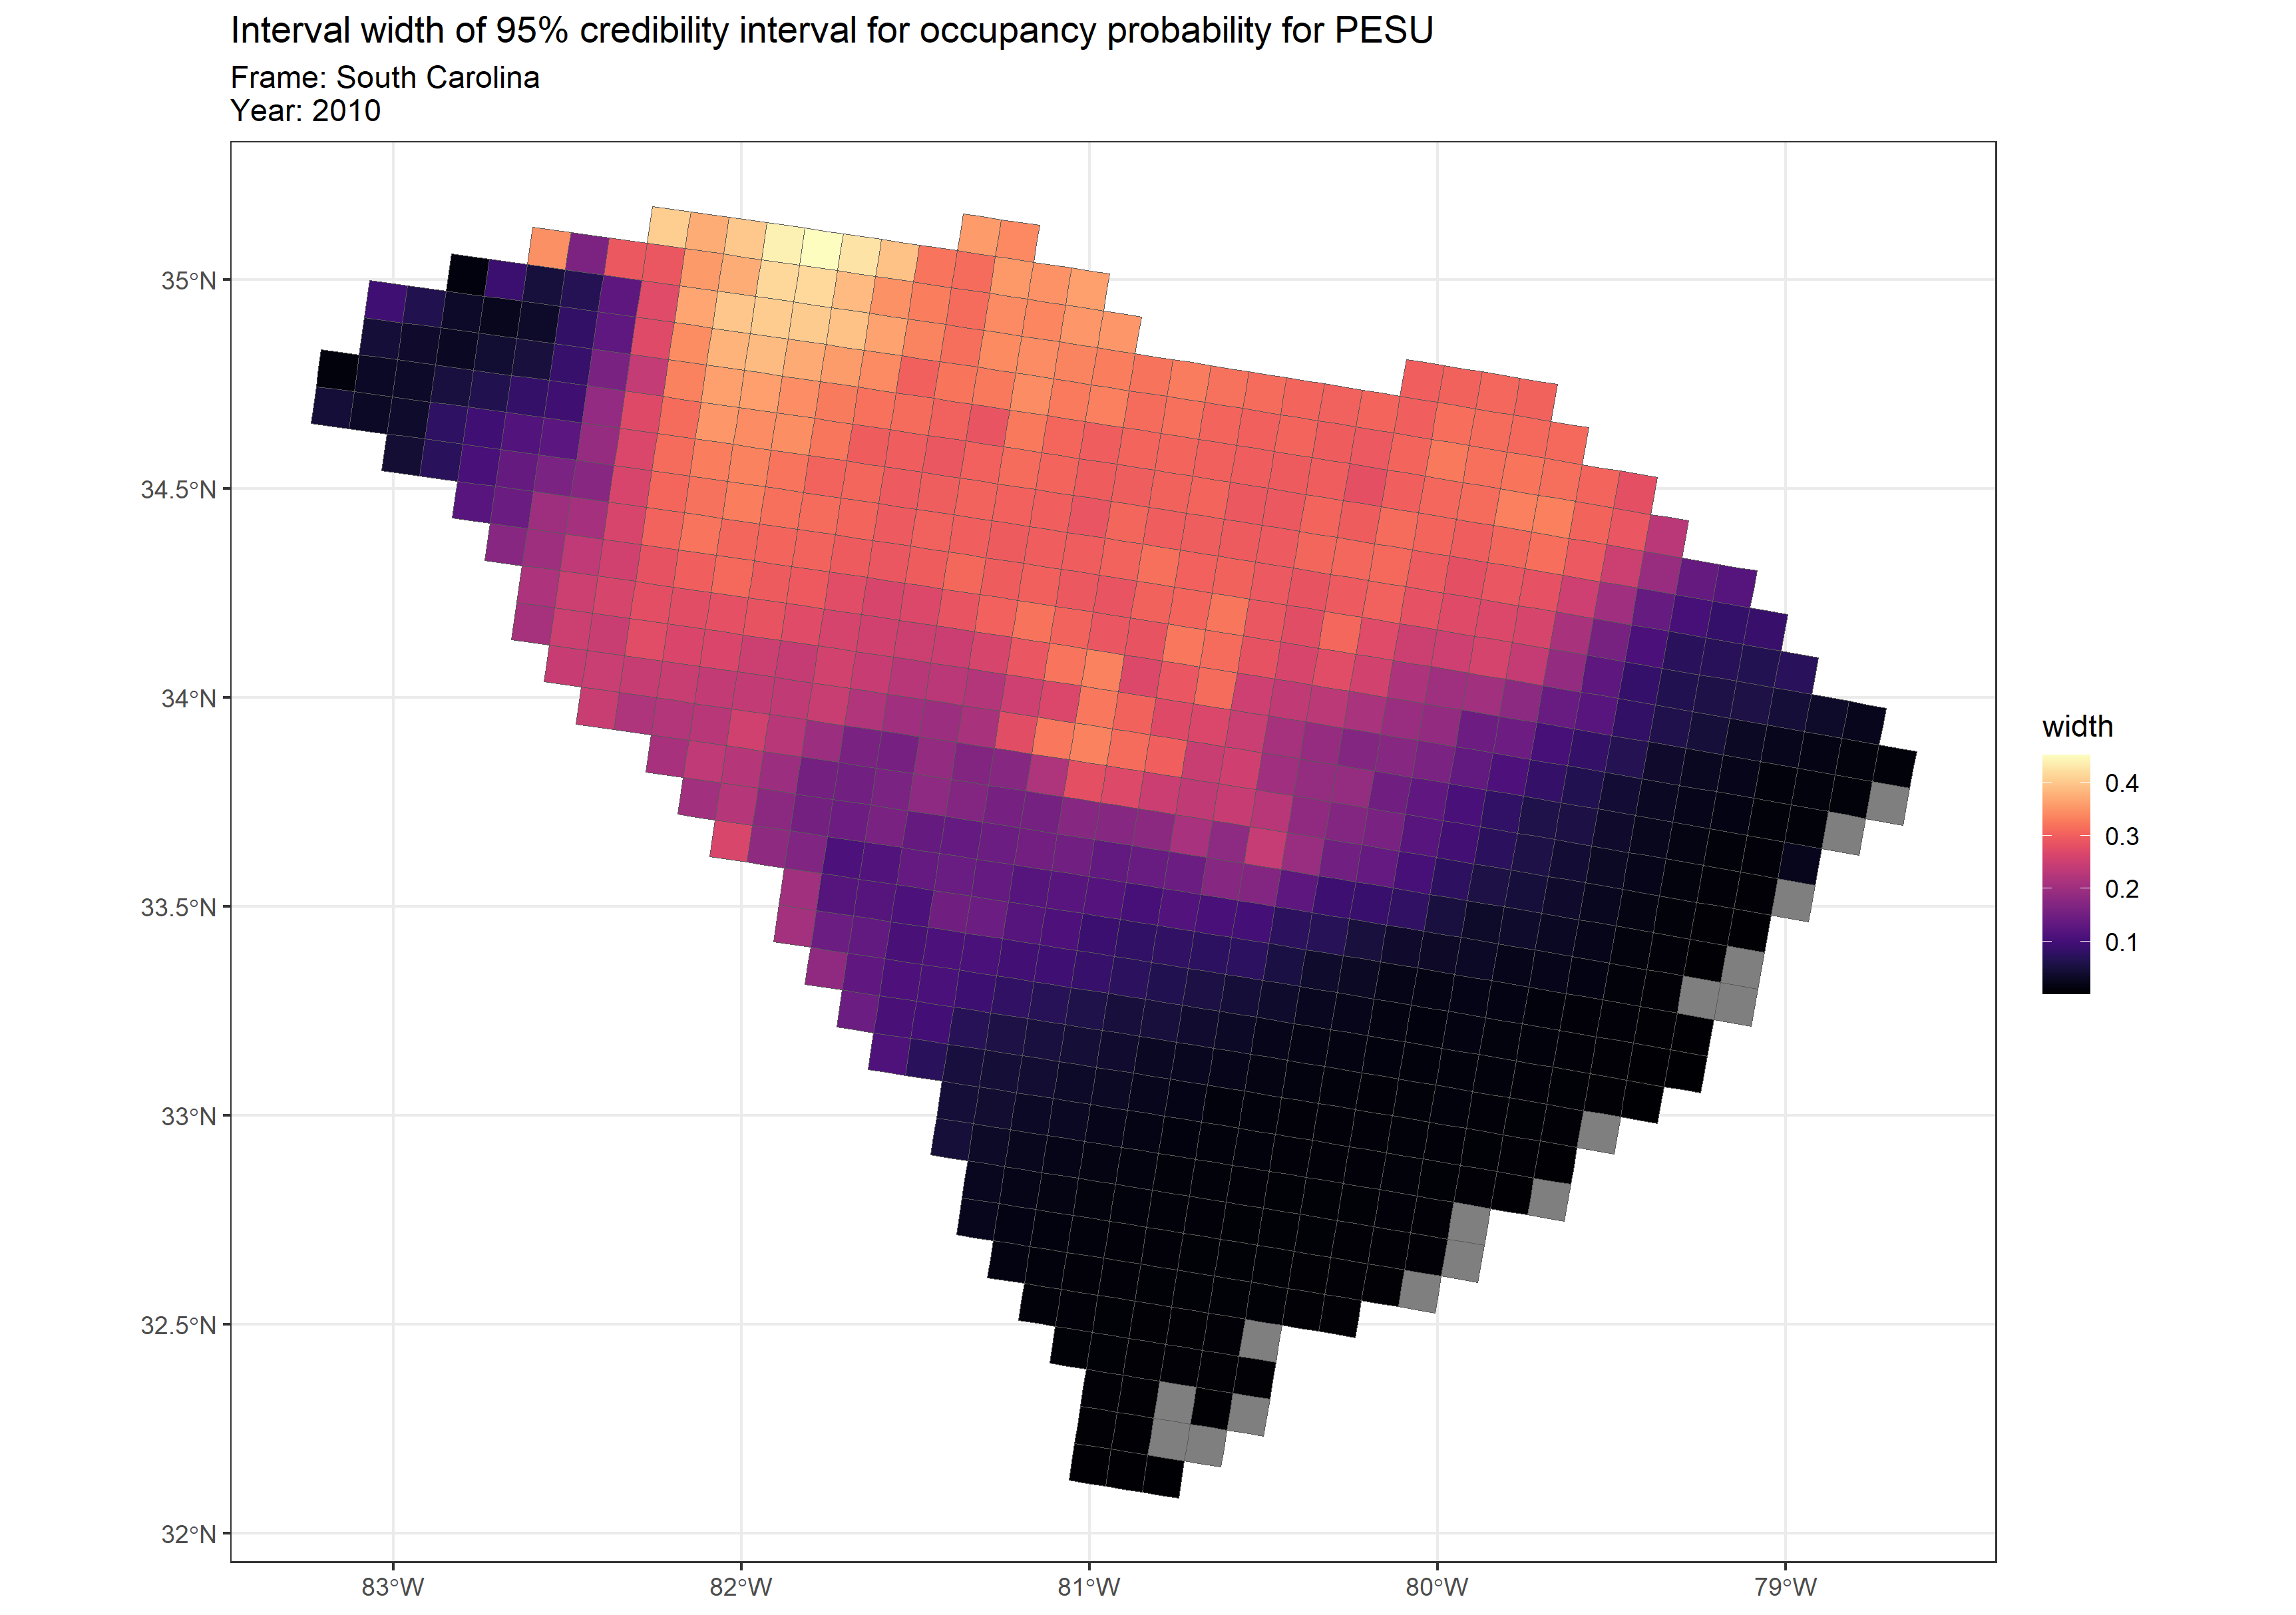 Interval width of 95% credibility interval for occupancy probability for PESU
Frame: South Carolina
Year: 2010
35°N
34.5°N
34°N
33.5°N
33°N
32.5°N
32°N
83°W
82°W
81°W
80°W
79°W
width
0.4
0.3
0.2
0.1